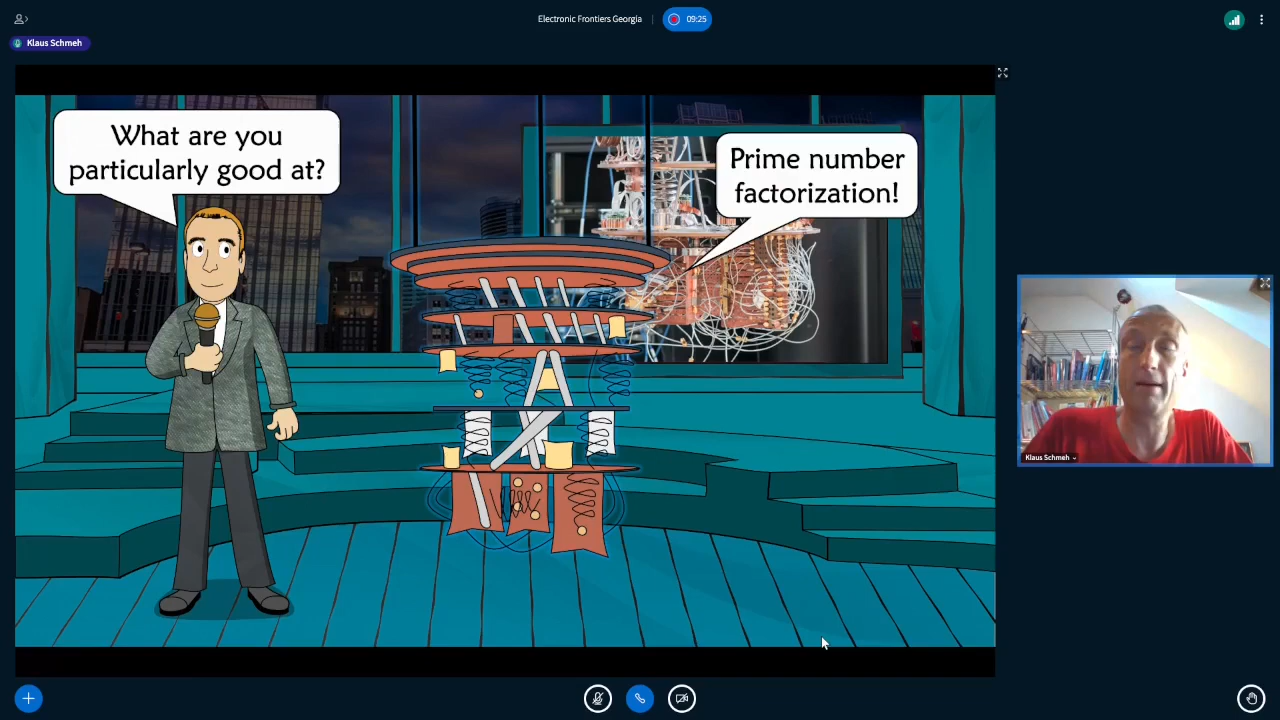 Electronic Frontiers Georgia
09:25
Klaus Schmeh
What are you
particularly good at?
Prime number
factorization!
Klaus Schmeh